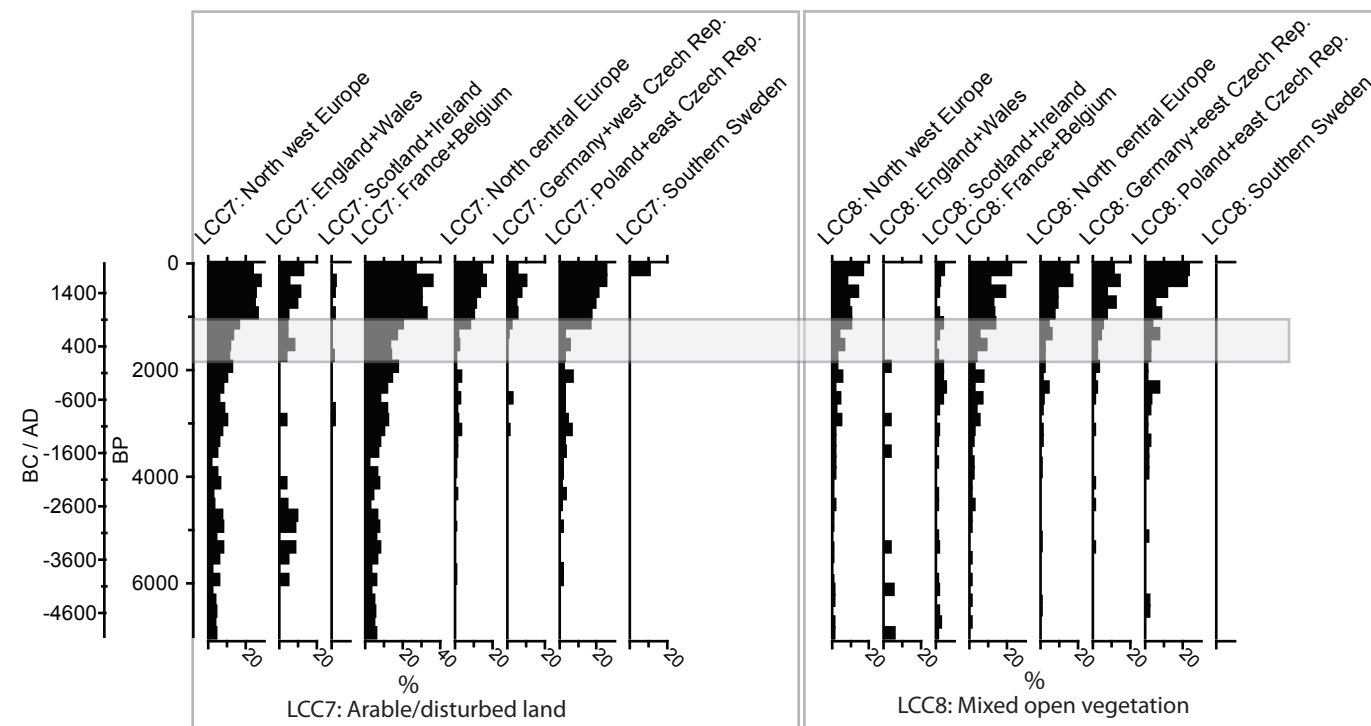 LCC7: North west Europe
LCC7: England+Wales
LCC7: Scotland+Ireland
LCC7: France+Belgium
LCC7: North central Europe
LCC7: Germany+west Czech Rep.
LCC7: Poland+east Czech Rep.
LCC7: Southern Sweden
LCC8: North west Europe
LCC8: England+Wales
LCC8: Scotland+Ireland
LCC8: France+Belgium
LCC8: North central Europe
LCC8: Germany+eest Czech Rep.
LCC8: Poland+east Czech Rep.
LCC8: Southern Sweden
BC / AD
1400
400
-600
-1600
-2600
-3600
-4600
BP
0
2000
4000
6000
20 20 20 40 20 20 20 20
20 20 20 20 20 20
%
%
LCC7: Arable/disturbed land
LCC8: Mixed open vegetation